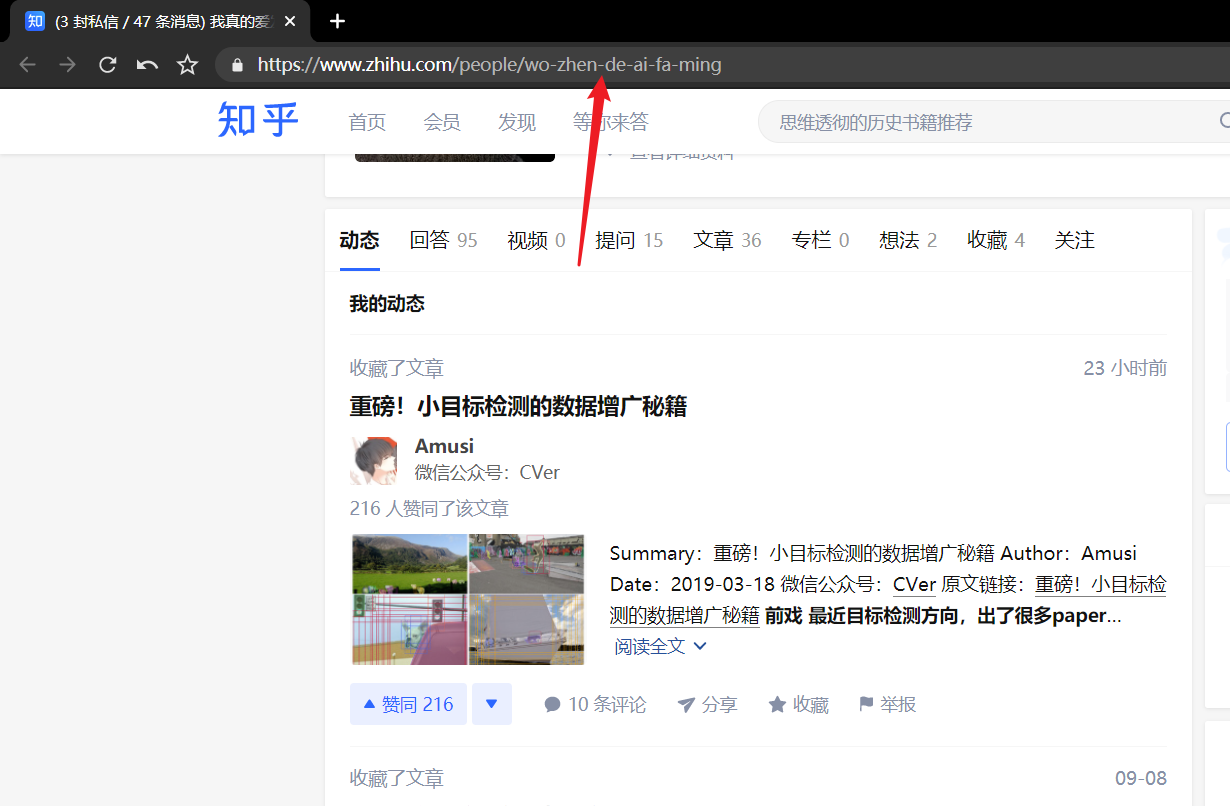 知 (3 封私信 / 47 条消息) 我真的爱
https://www.zhihu.com/people/wo-zhen-de-ai-fa-ming
知乎 首页 会员 发现 等你来答 思维透彻的历史书籍推荐
查看详细资料
动态 回答 95 视频 0 提问 15 文章 36 专栏 0 想法 2 收藏 4 关注
我的动态
收藏了文章 23 小时前
重磅！小目标检测的数据增广秘籍
Amusi
微信公众号：CVer
216 人赞同了该文章
Summary：重磅！小目标检测的数据增广秘籍 Author：Amusi
Date：2019-03-18 微信公众号：CVer 原文链接：重磅！小目标检
测的数据增广秘籍 前戏 最近目标检测方向，出了很多paper...
阅读全文
赞同 216 10 条评论 分享 收藏 举报
收藏了文章 09-08